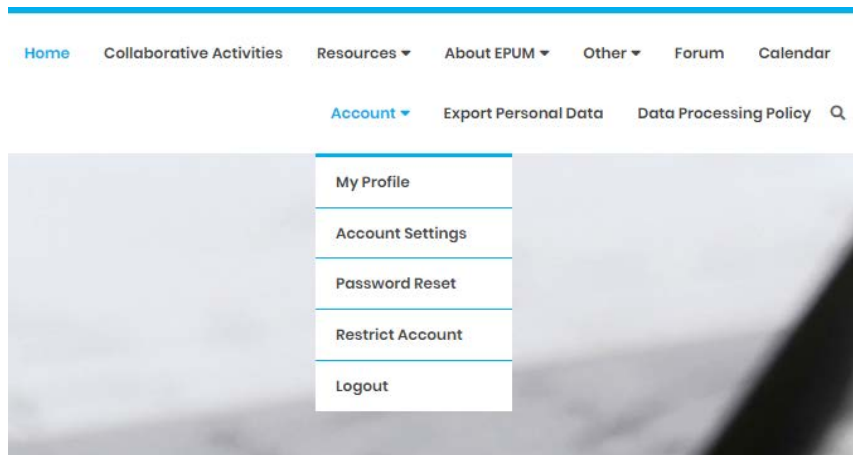 Home Collaborative Activities Resources About EPUM Other Forum Calendar
Account Export Personal Data Data Processing Policy
My Profile
Account Settings
Password Reset
Restrict Account
Logout